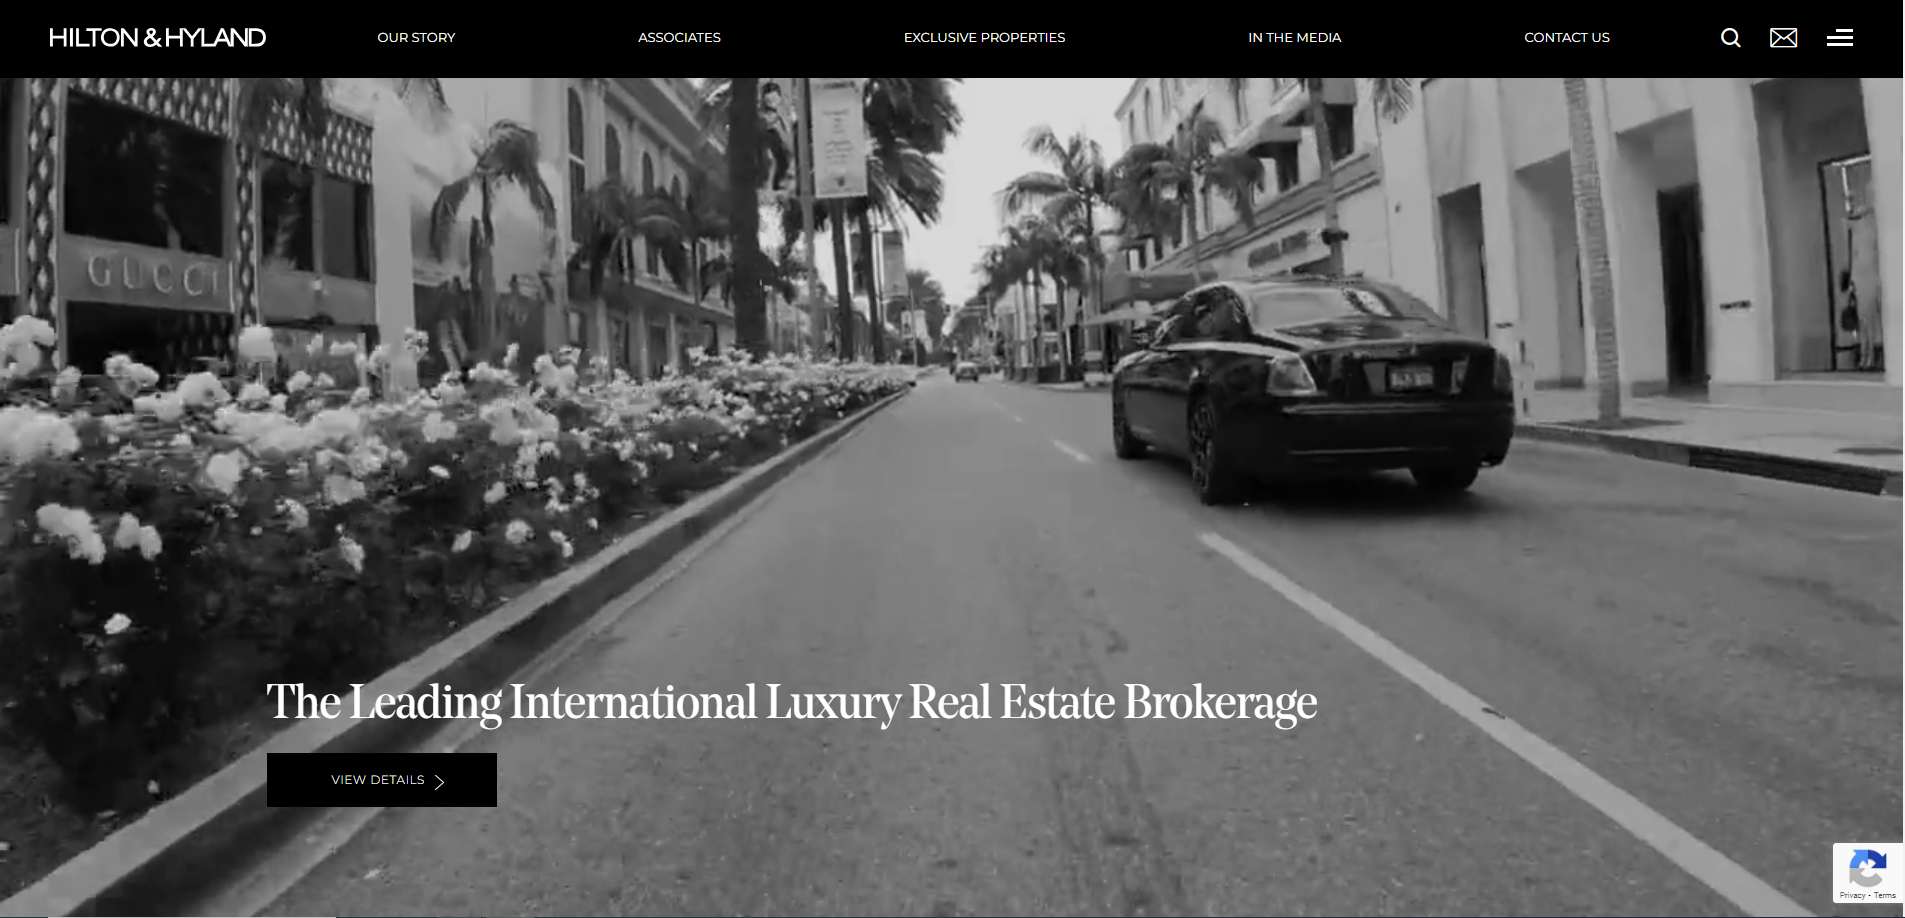 HILTON & HYLAND
OUR STORY
ASSOCIATES
EXCLUSIVE PROPERTIES
IN THE MEDIA
CONTACT US
GUCCI
The Leading International Luxury Real Estate Brokerage
VIEW DETAILS
Privacy - Terms